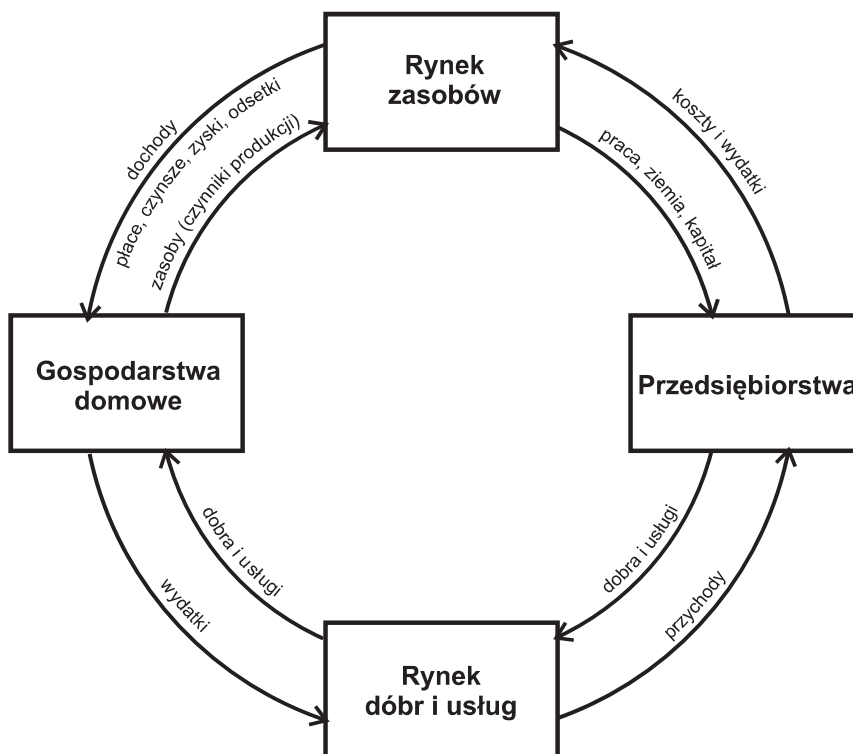 Rynek
zasobów
dochody
płace, czynsze, zyski, odsetki
zasoby (czynniki produkcji)
koszty i wydatki
praca, ziemia, kapitał
Gospodarstwa
domowe
Przedsiębiorstwa
wydatki
dobra i usługi
dobra i usługi
przychody
Rynek
dóbr i usług